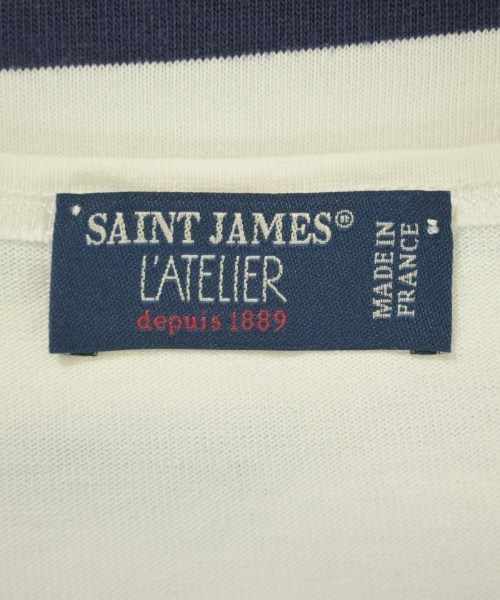 SAINT JAMES®
L'ATELIER
depuis 1889
MADE IN
FRANCE